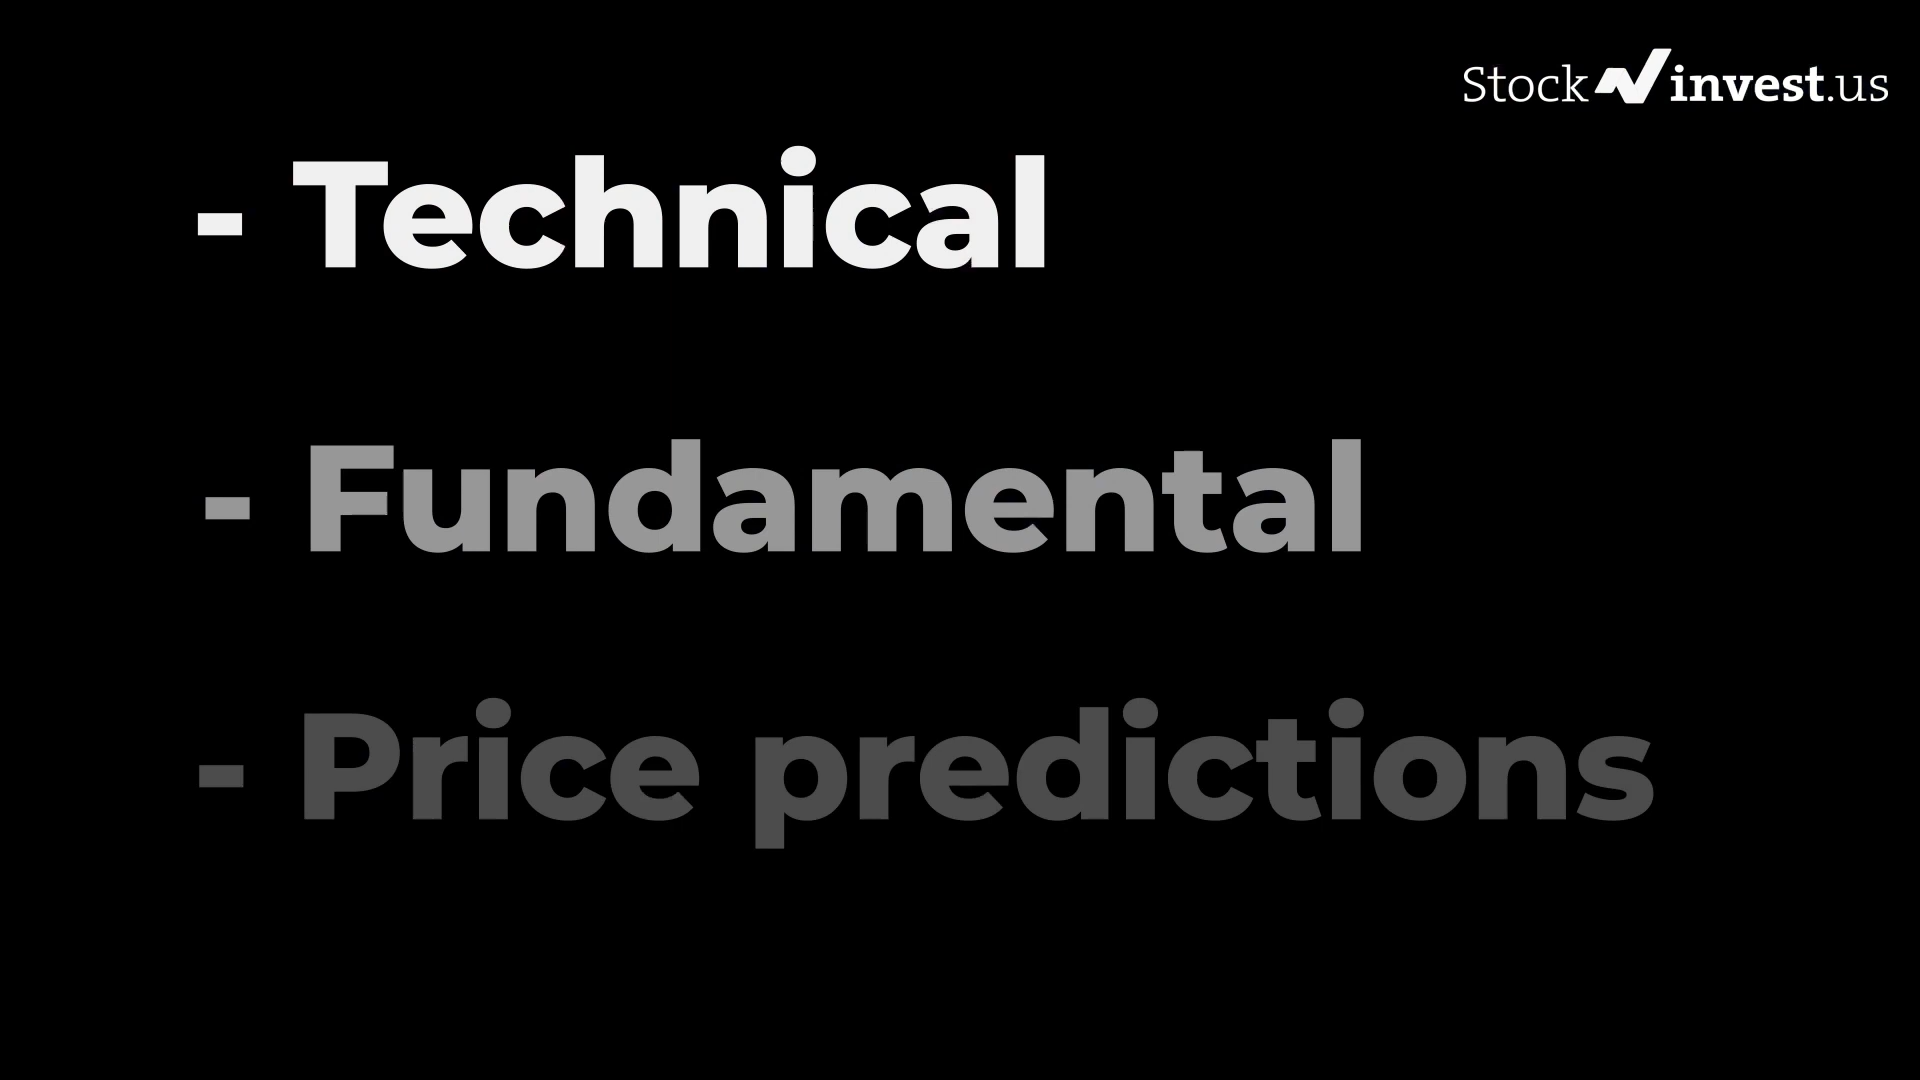 Stock invest.us
- Technical
- Fundamental
- Price predictions